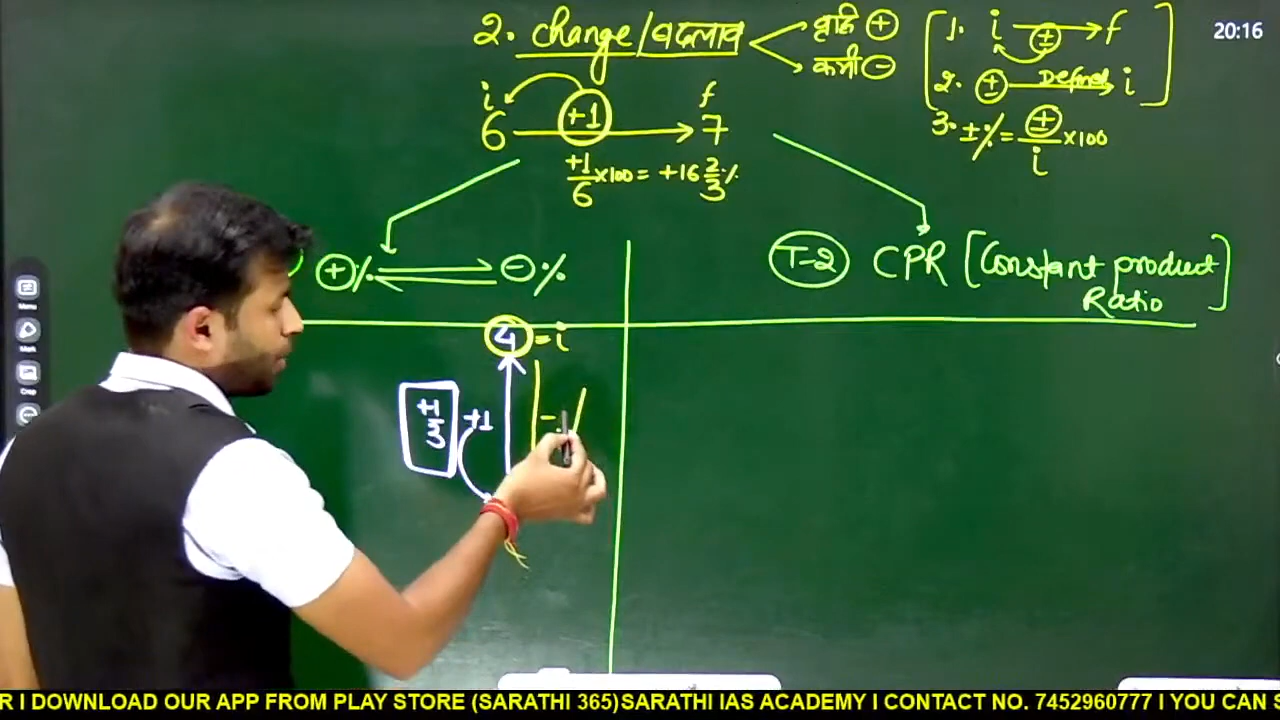 20:16
2. change/बदलाव
वृद्धि ⊕
कमी ⊖
1. i → f
±
2. ± Defined i
3. ±% = ±/i ×100
i f
6 +1 → 7
+1/6 ×100 = +16 2/3 %
⊕% ⇌ ⊖%
T-2 CPR [Constant product
Ratio]
4 = i
+1/3 +1
Menu
R I DOWNLOAD OUR APP FROM PLAY STORE (SARATHI 365)SARATHI IAS ACADEMY I CONTACT NO. 7452960777 I YOU CAN S